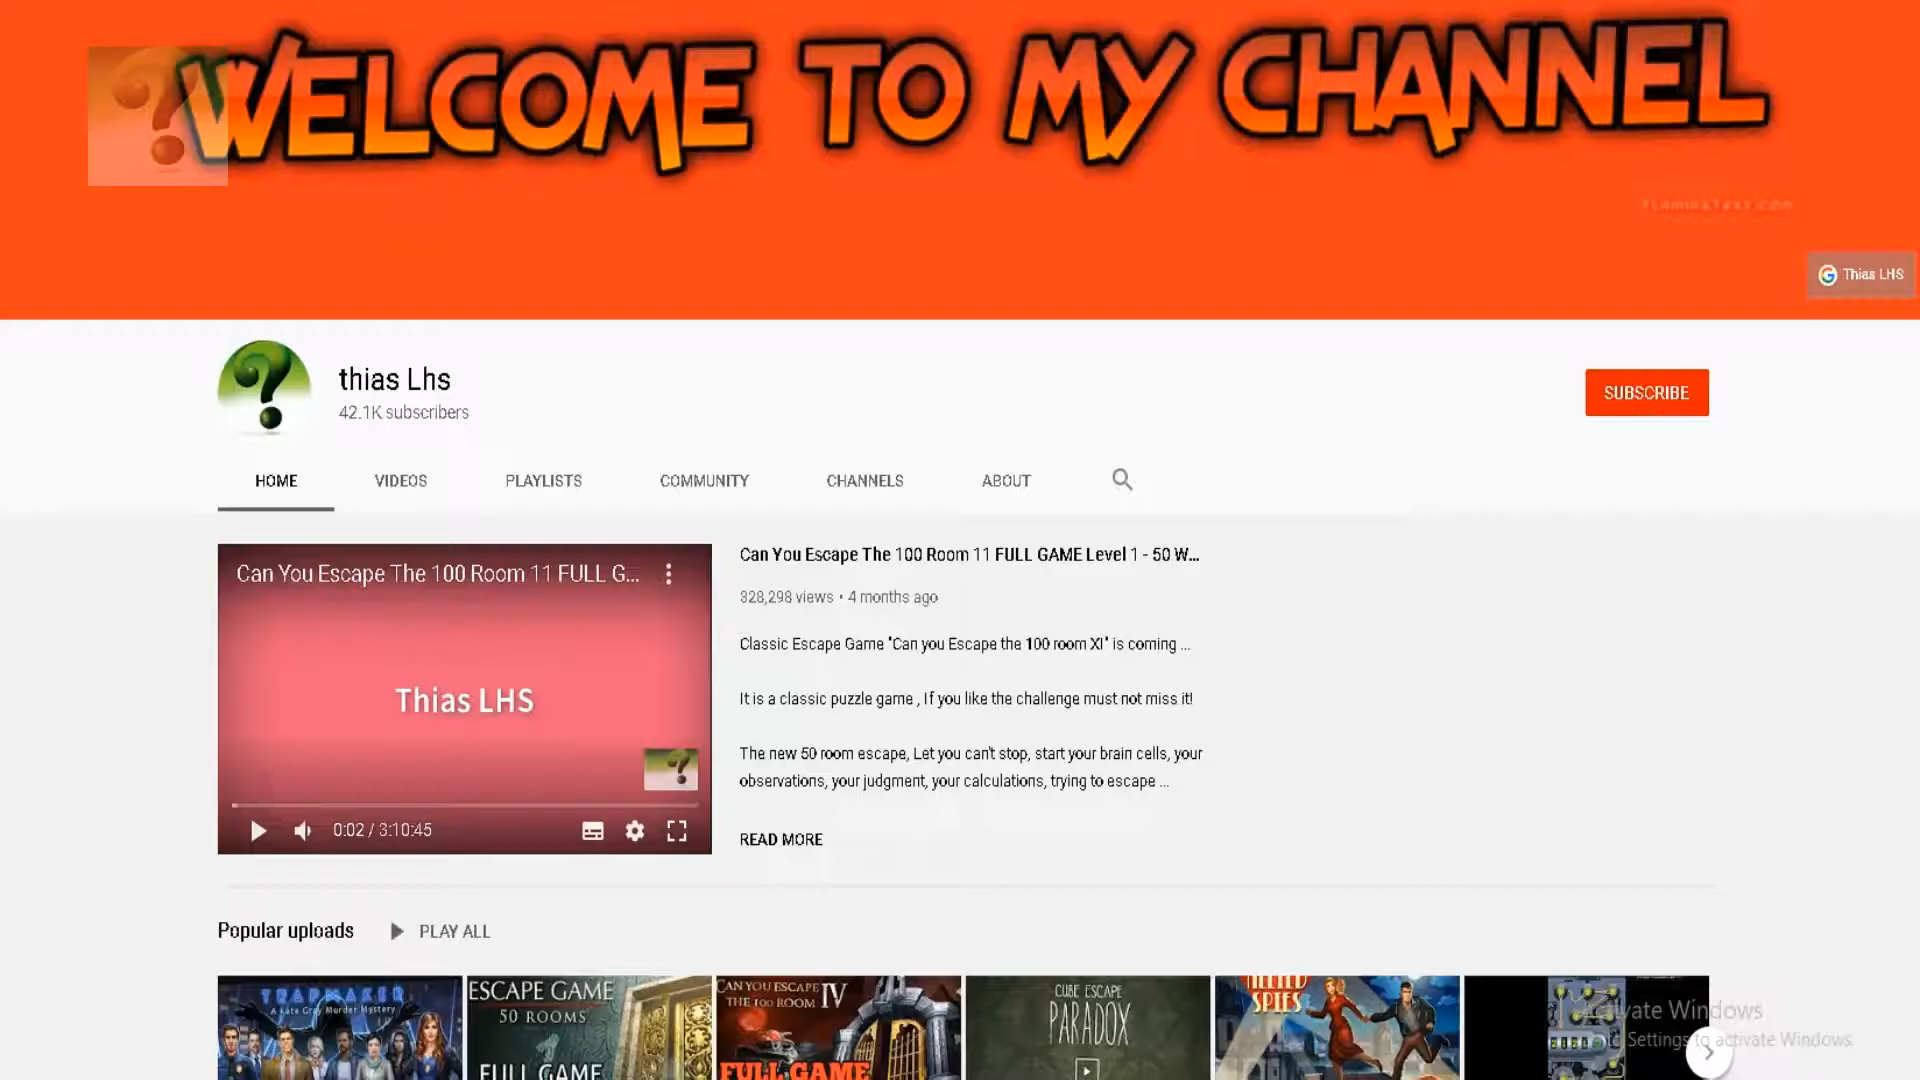 WELCOME TO MY CHANNEL
Thias LHS
thias Lhs
42.1K subscribers
SUBSCRIBE
HOME VIDEOS PLAYLISTS COMMUNITY CHANNELS ABOUT
Can You Escape The 100 Room 11 FULL G...
Thias LHS
0:02 / 3:10:45
Can You Escape The 100 Room 11 FULL GAME Level 1 - 50 W...
328,298 views • 4 months ago
Classic Escape Game "Can you Escape the 100 room XI" is coming ...
It is a classic puzzle game , If you like the challenge must not miss it!
The new 50 room escape, Let you can't stop, start your brain cells, your
observations, your judgment, your calculations, trying to escape ...
READ MORE
Popular uploads PLAY ALL
TRAPMAKER
A Kate Gray Murder Mystery
ESCAPE GAME
50 ROOMS
1
FULL GAME
CAN YOU ESCAPE
THE 100 ROOM IV
FULL GAME
CUBE ESCAPE
PARADOX
SPIES
Activate Windows
Settings to activate Windows.